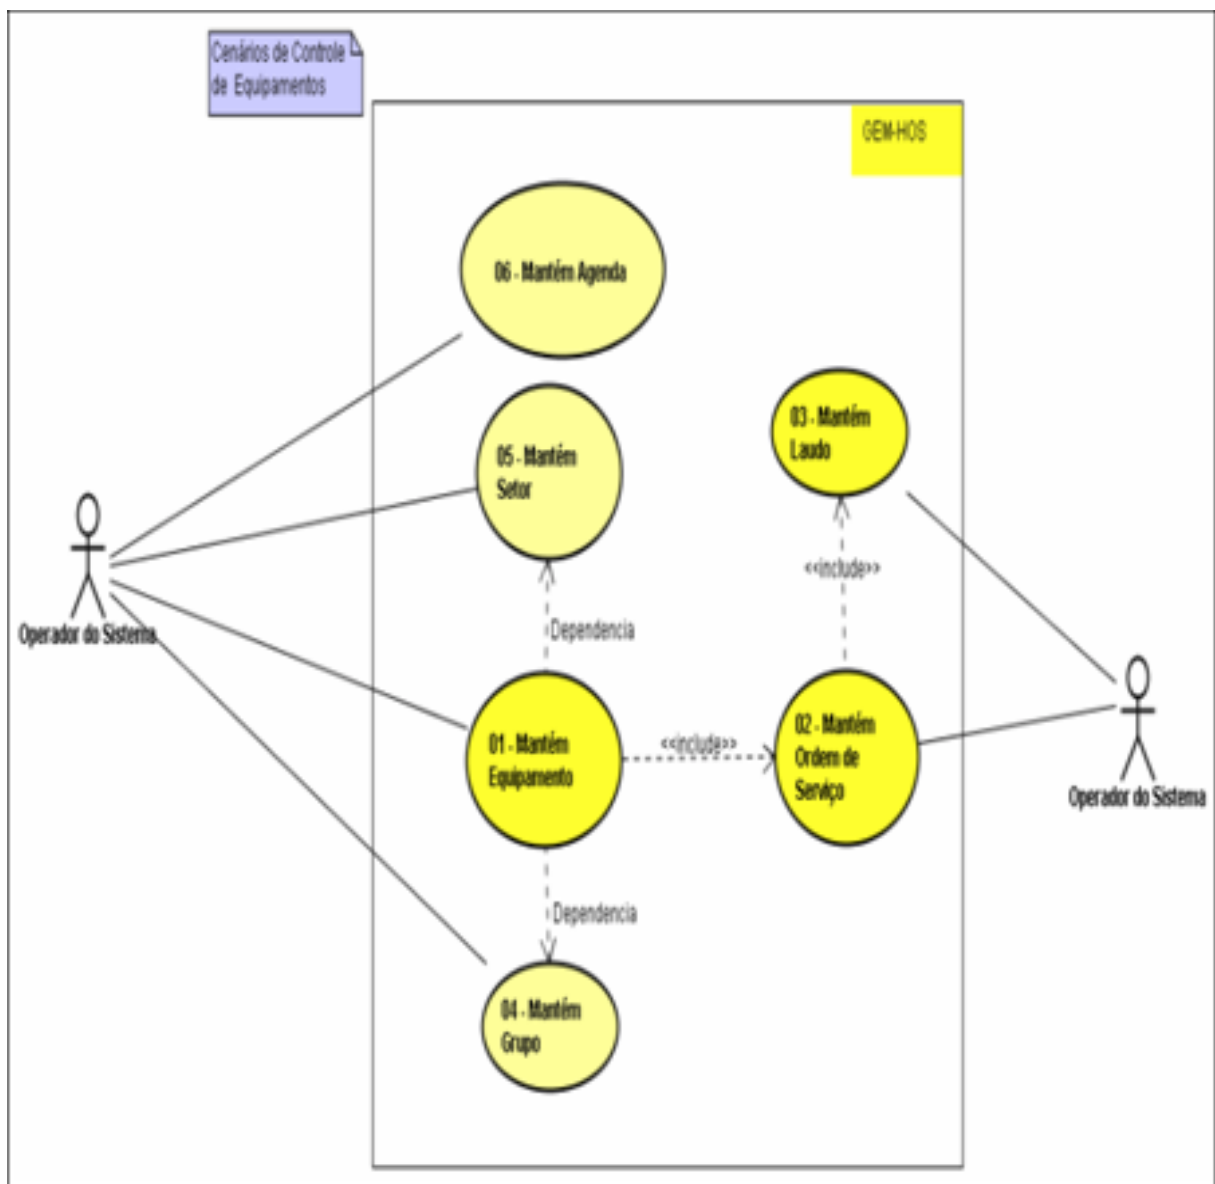 Cenários de Controle
de Equipamentos
GEM-HOS
06 - Mantém Agenda
05 - Mantém
Setor
03 - Mantém
Laudo
<<include>>
Operador do Sistema
Dependencia
01 - Mantém
Equipamento
<<include>>
02 - Mantém
Ordem de
Serviço
Operador do Sistema
Dependencia
04 - Mantém
Grupo